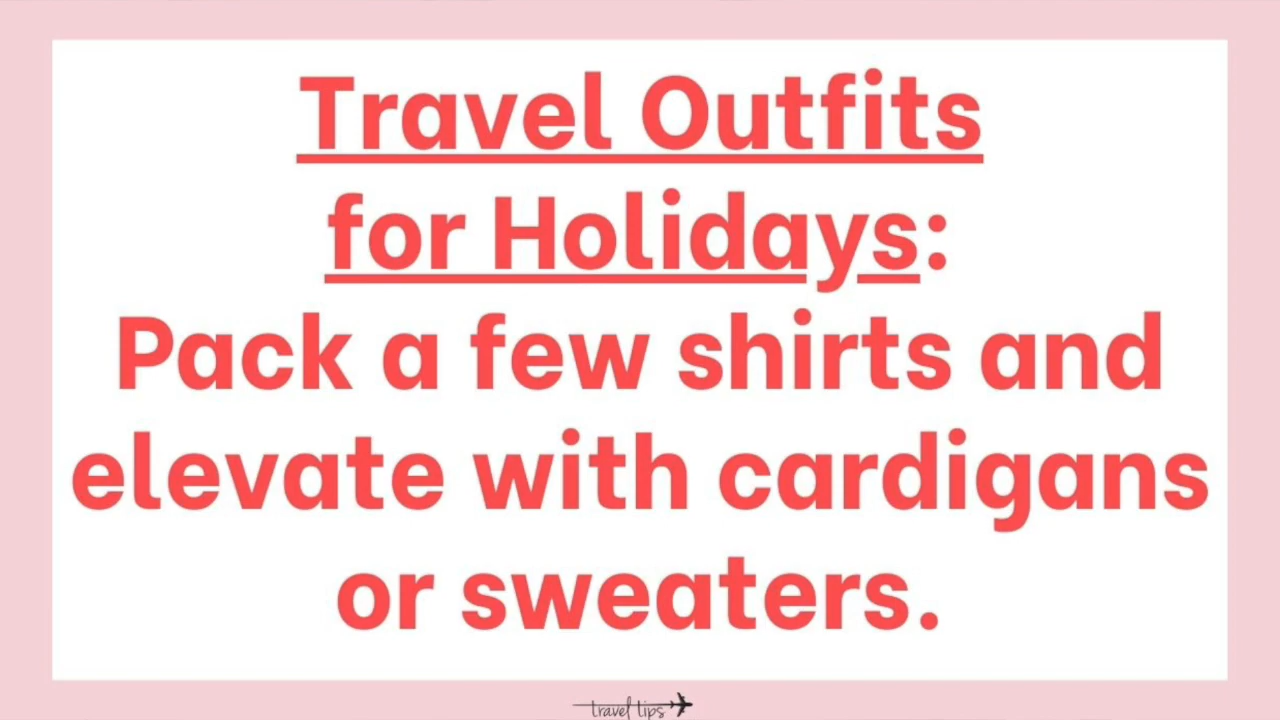 Travel Outfits
for Holidays:
Pack a few shirts and
elevate with cardigans
or sweaters.
travel tips